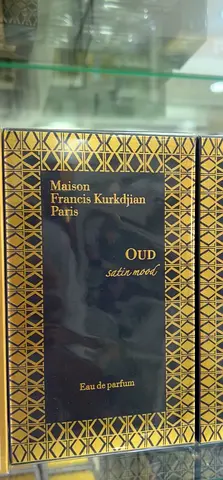 Maison
Francis Kurkdjian
Paris
OUD
satin mood
Eau de parfum